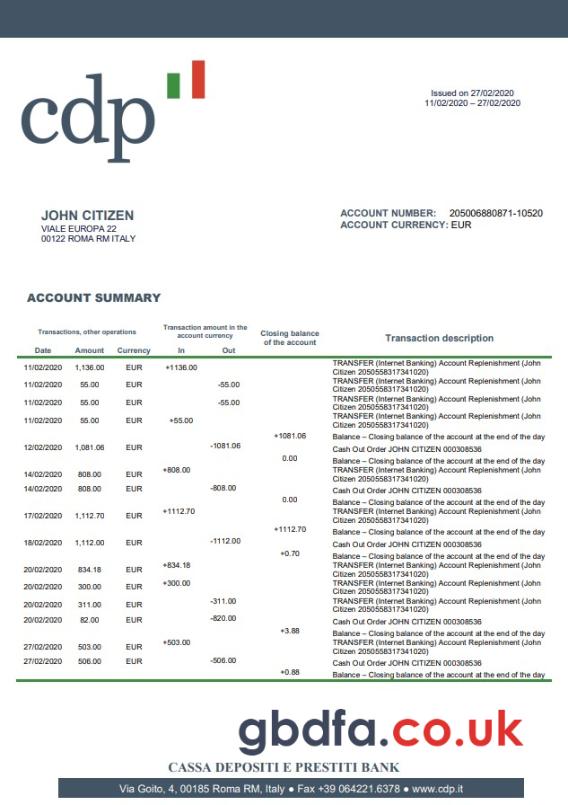 cdp
Issued on 27/02/2020
11/02/2020 – 27/02/2020
JOHN CITIZEN
VIALE EUROPA 22
00122 ROMA RM ITALY
ACCOUNT NUMBER: 205006880871-10520
ACCOUNT CURRENCY: EUR
ACCOUNT SUMMARY
Transactions, other operations
Transaction amount in the
account currency
Closing balance
of the account
Transaction description
Date Amount Currency In Out
11/02/2020 1,136.00 EUR +1136.00 TRANSFER (Internet Banking) Account Replenishment (John
Citizen 2050558317341020)
11/02/2020 55.00 EUR -55.00 TRANSFER (Internet Banking) Account Replenishment (John
Citizen 2050558317341020)
11/02/2020 55.00 EUR -55.00 TRANSFER (Internet Banking) Account Replenishment (John
Citizen 2050558317341020)
11/02/2020 55.00 EUR +55.00 TRANSFER (Internet Banking) Account Replenishment (John
Citizen 2050558317341020)
+1081.06 Balance – Closing balance of the account at the end of the day
12/02/2020 1,081.06 EUR -1081.06 Cash Out Order JOHN CITIZEN 000308536
0.00 Balance – Closing balance of the account at the end of the day
14/02/2020 808.00 EUR +808.00 TRANSFER (Internet Banking) Account Replenishment (John
Citizen 2050558317341020)
14/02/2020 808.00 EUR -808.00 Cash Out Order JOHN CITIZEN 000308536
0.00 Balance – Closing balance of the account at the end of the day
17/02/2020 1,112.70 EUR +1112.70 TRANSFER (Internet Banking) Account Replenishment (John
Citizen 2050558317341020)
+1112.70 Balance – Closing balance of the account at the end of the day
18/02/2020 1,112.00 EUR -1112.00 Cash Out Order JOHN CITIZEN 000308536
+0.70 Balance – Closing balance of the account at the end of the day
20/02/2020 834.18 EUR +834.18 TRANSFER (Internet Banking) Account Replenishment (John
Citizen 2050558317341020)
20/02/2020 300.00 EUR +300.00 TRANSFER (Internet Banking) Account Replenishment (John
Citizen 2050558317341020)
20/02/2020 311.00 EUR -311.00 TRANSFER (Internet Banking) Account Replenishment (John
Citizen 2050558317341020)
20/02/2020 82.00 EUR -820.00 Cash Out Order JOHN CITIZEN 000308536
+3.88 Balance – Closing balance of the account at the end of the day
27/02/2020 503.00 EUR +503.00 TRANSFER (Internet Banking) Account Replenishment (John
Citizen 2050558317341020)
27/02/2020 506.00 EUR -506.00 Cash Out Order JOHN CITIZEN 000308536
+0.88 Balance – Closing balance of the account at the end of the day
gbdfa.co.uk
CASSA DEPOSITI E PRESTITI BANK
Via Goito, 4, 00185 Roma RM, Italy ● Fax +39 064221.6378 ● www.cdp.it